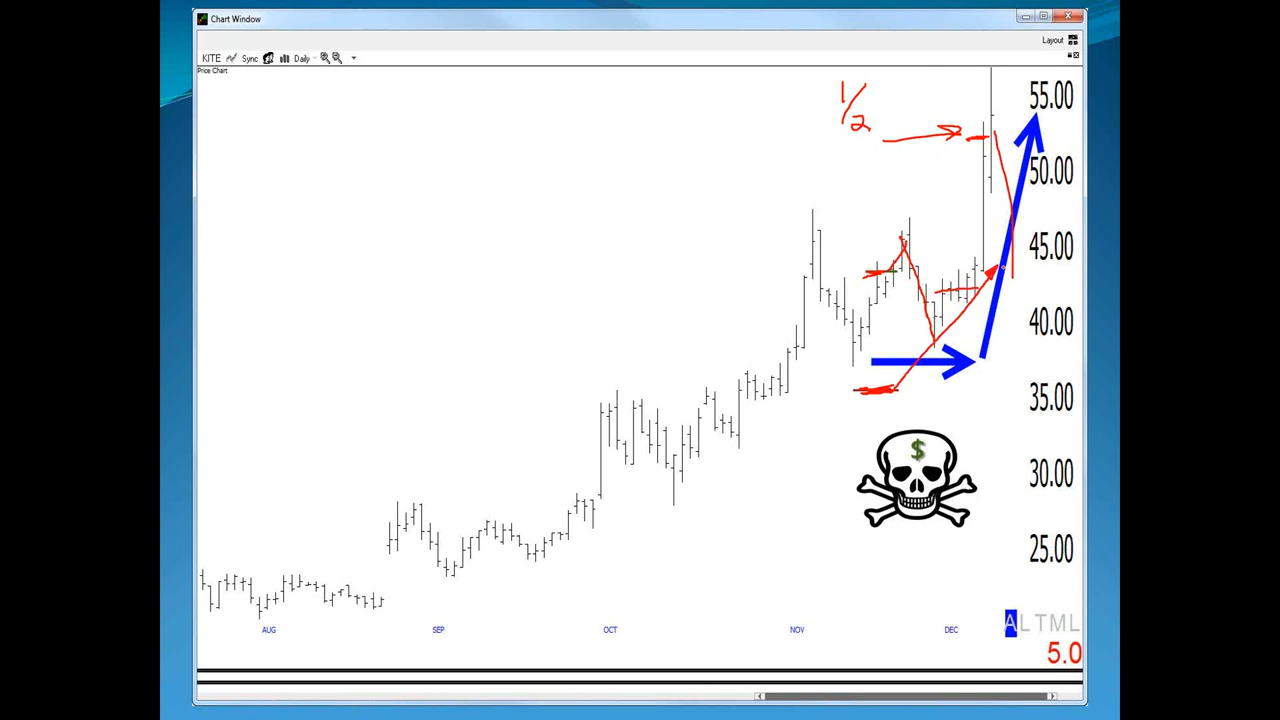 Chart Window
Layout
KITE Sync Daily
Price Chart
1/2
55.00
50.00
45.00
40.00
35.00
$
30.00
25.00
ALTML
AUG SEP OCT NOV DEC
5.0